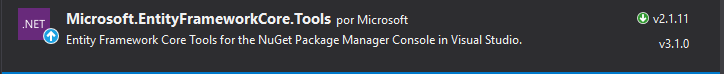 .NET
Microsoft.EntityFrameworkCore.Tools por Microsoft
v2.1.11
Entity Framework Core Tools for the NuGet Package Manager Console in Visual Studio.
v3.1.0